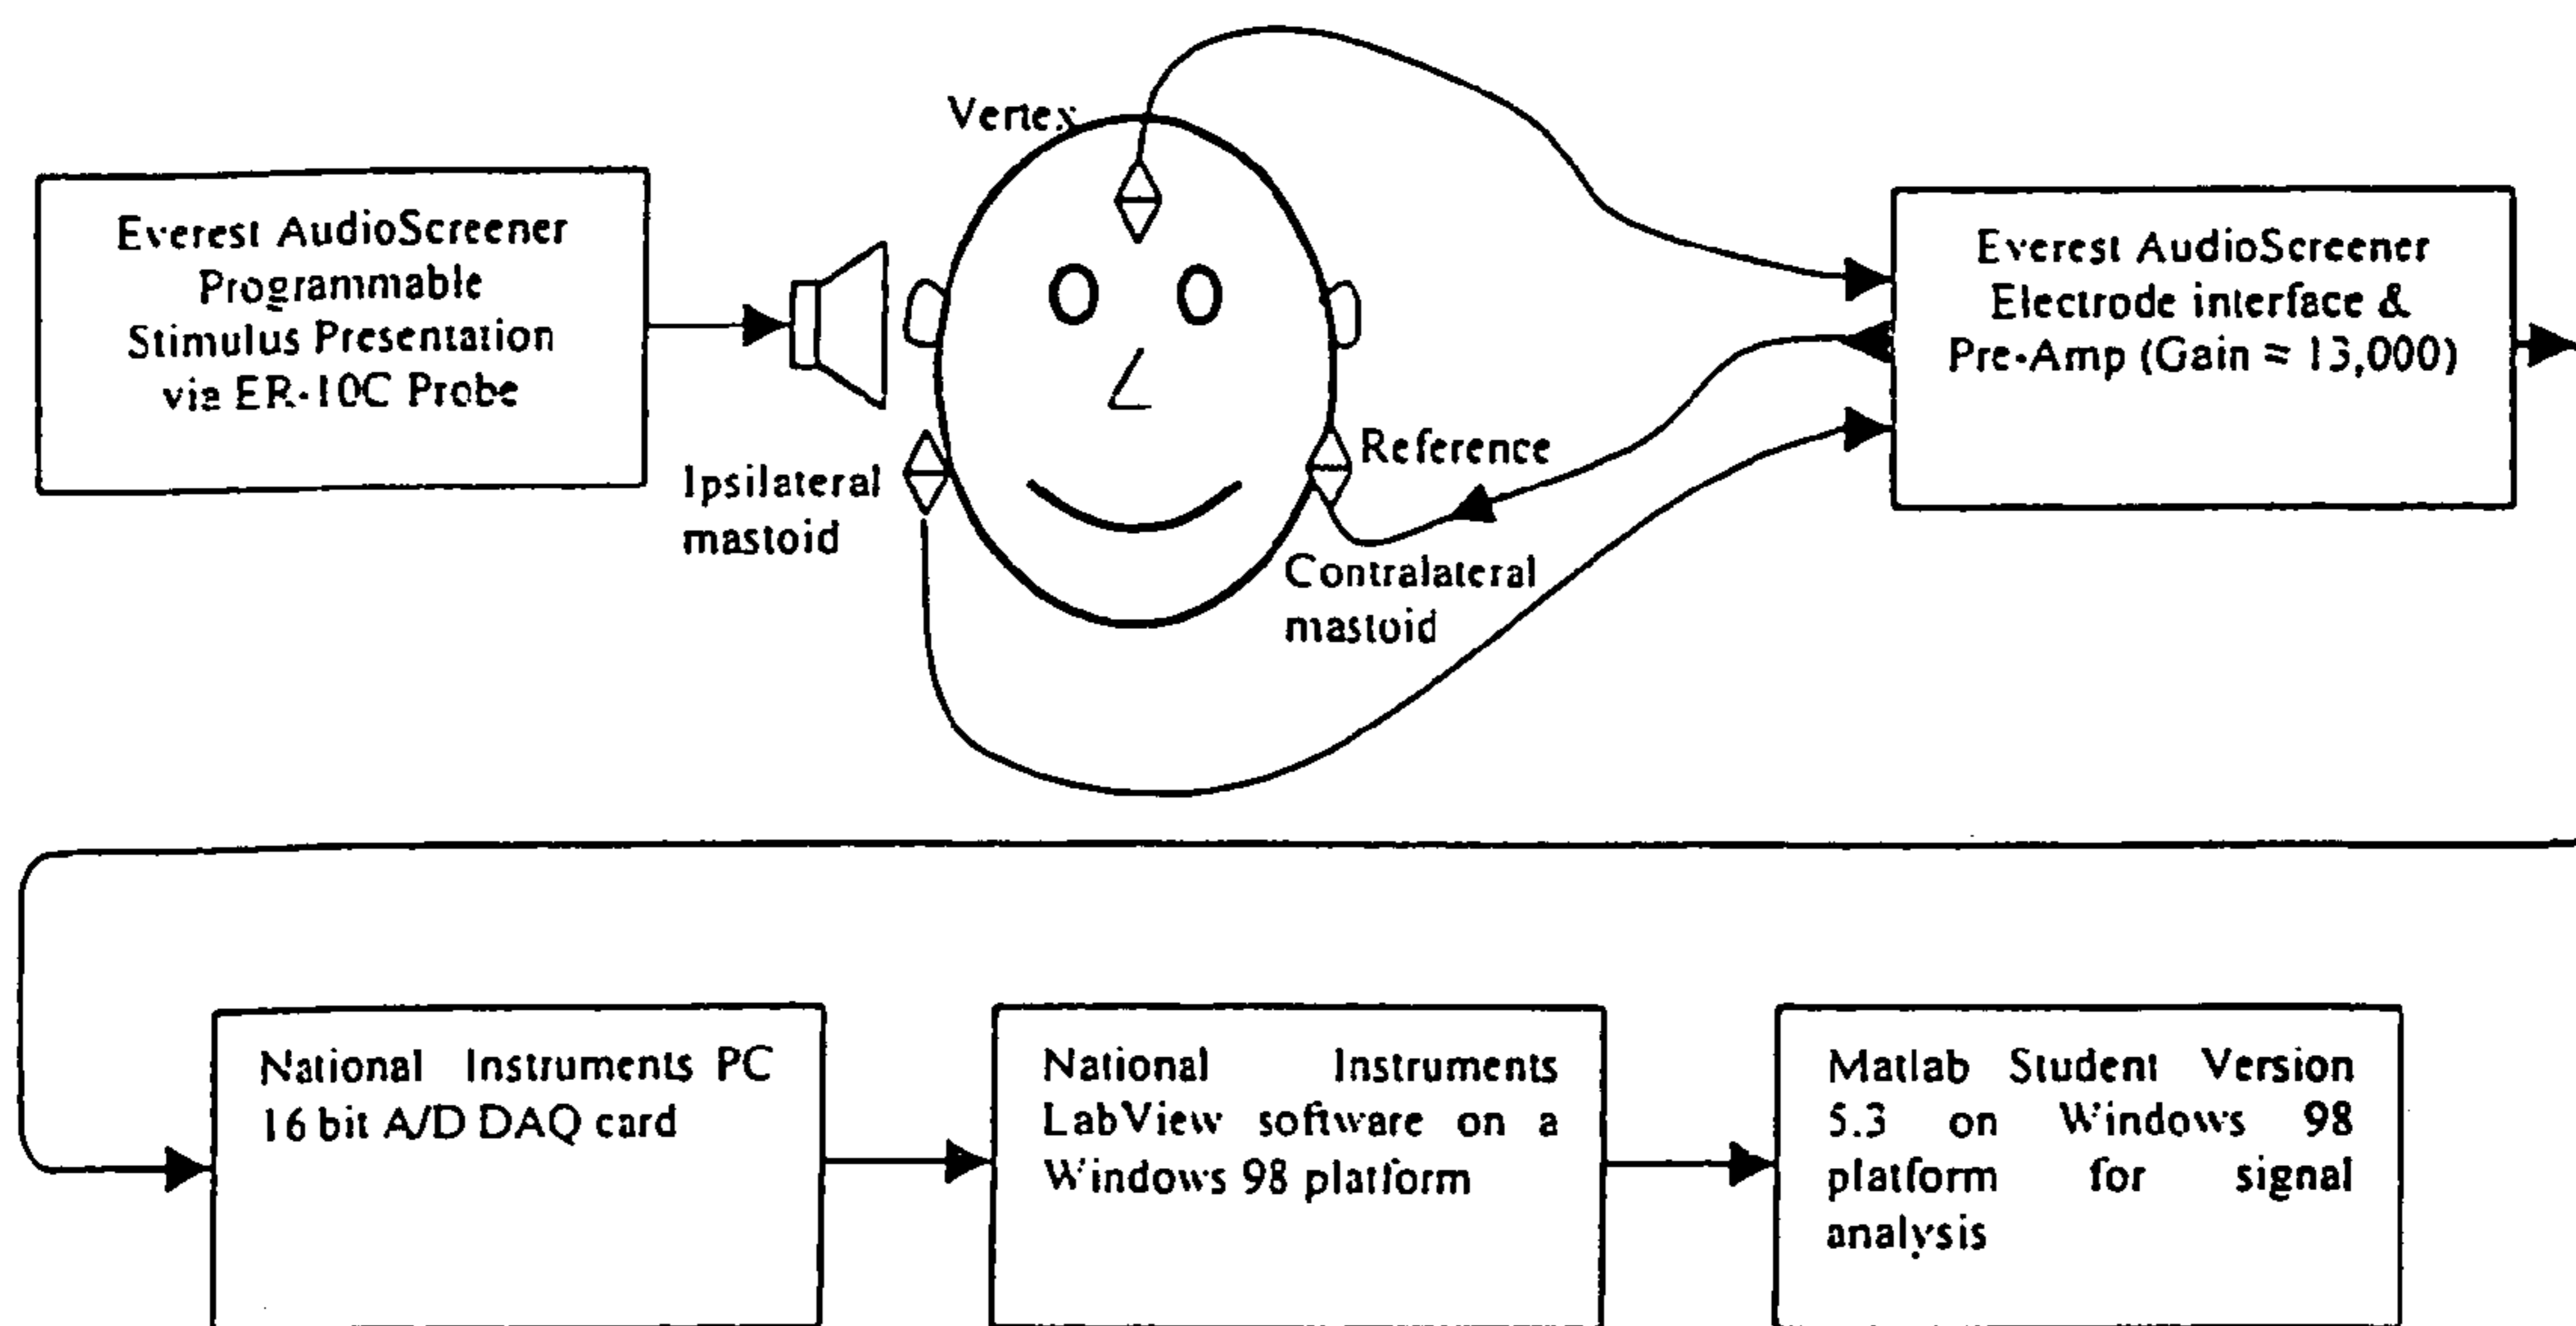 Vertex
Everest AudioScreener
Programmable
Stimulus Presentation
via ER-10C Probe
Everest AudioScreener
Electrode interface &
Pre-Amp (Gain ≈ 13,000)
Ipsilateral
mastoid
Reference
Contralateral
mastoid
National Instruments PC
16 bit A/D DAQ card
National Instruments
LabView software on a
Windows 98 platform
Matlab Student Version
5.3 on Windows 98
platform for signal
analysis